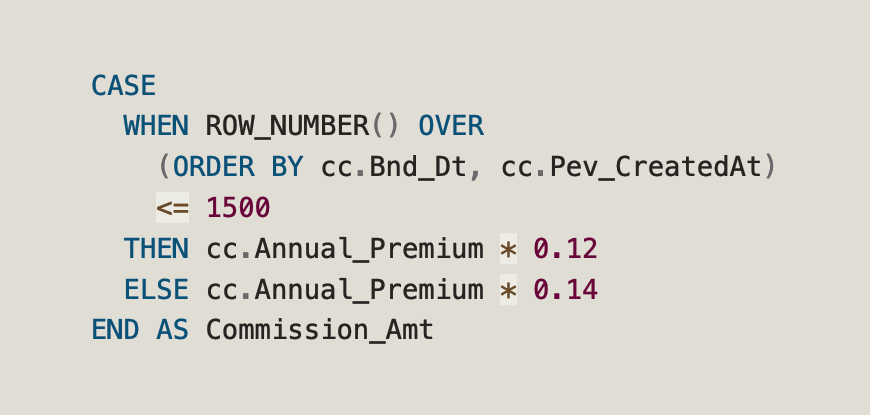 CASE
WHEN ROW_NUMBER() OVER
(ORDER BY cc.Bnd_Dt, cc.Pev_CreatedAt)
<= 1500
THEN cc.Annual_Premium * 0.12
ELSE cc.Annual_Premium * 0.14
END AS Commission_Amt